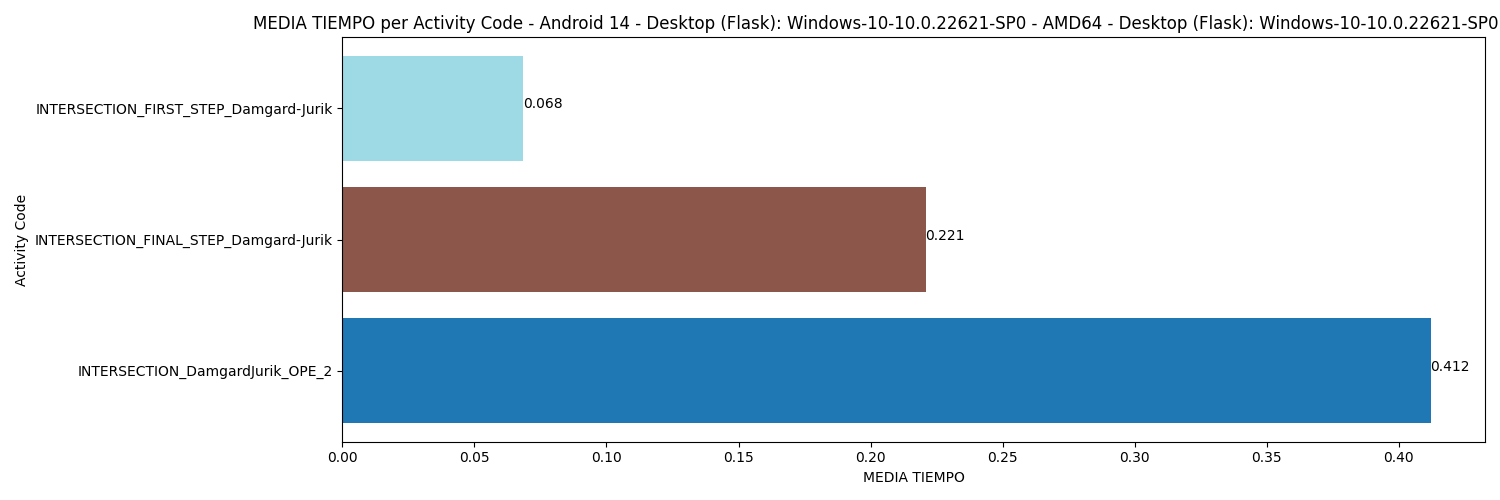 MEDIA TIEMPO per Activity Code - Android 14 - Desktop (Flask): Windows-10-10.0.22621-SP0 - AMD64 - Desktop (Flask): Windows-10-10.0.22621-SP0
INTERSECTION_FIRST_STEP_Damgard-Jurik
0.068
INTERSECTION_FINAL_STEP_Damgard-Jurik
0.221
INTERSECTION_DamgardJurik_OPE_2
0.412
Activity Code
0.00 0.05 0.10 0.15 0.20 0.25 0.30 0.35 0.40
MEDIA TIEMPO